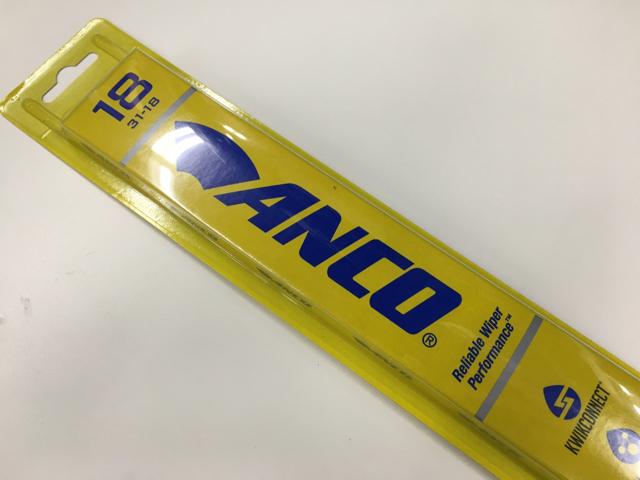 18
31-18
ANCO®
Reliable Wiper
Performance™
KWIKCONNECT